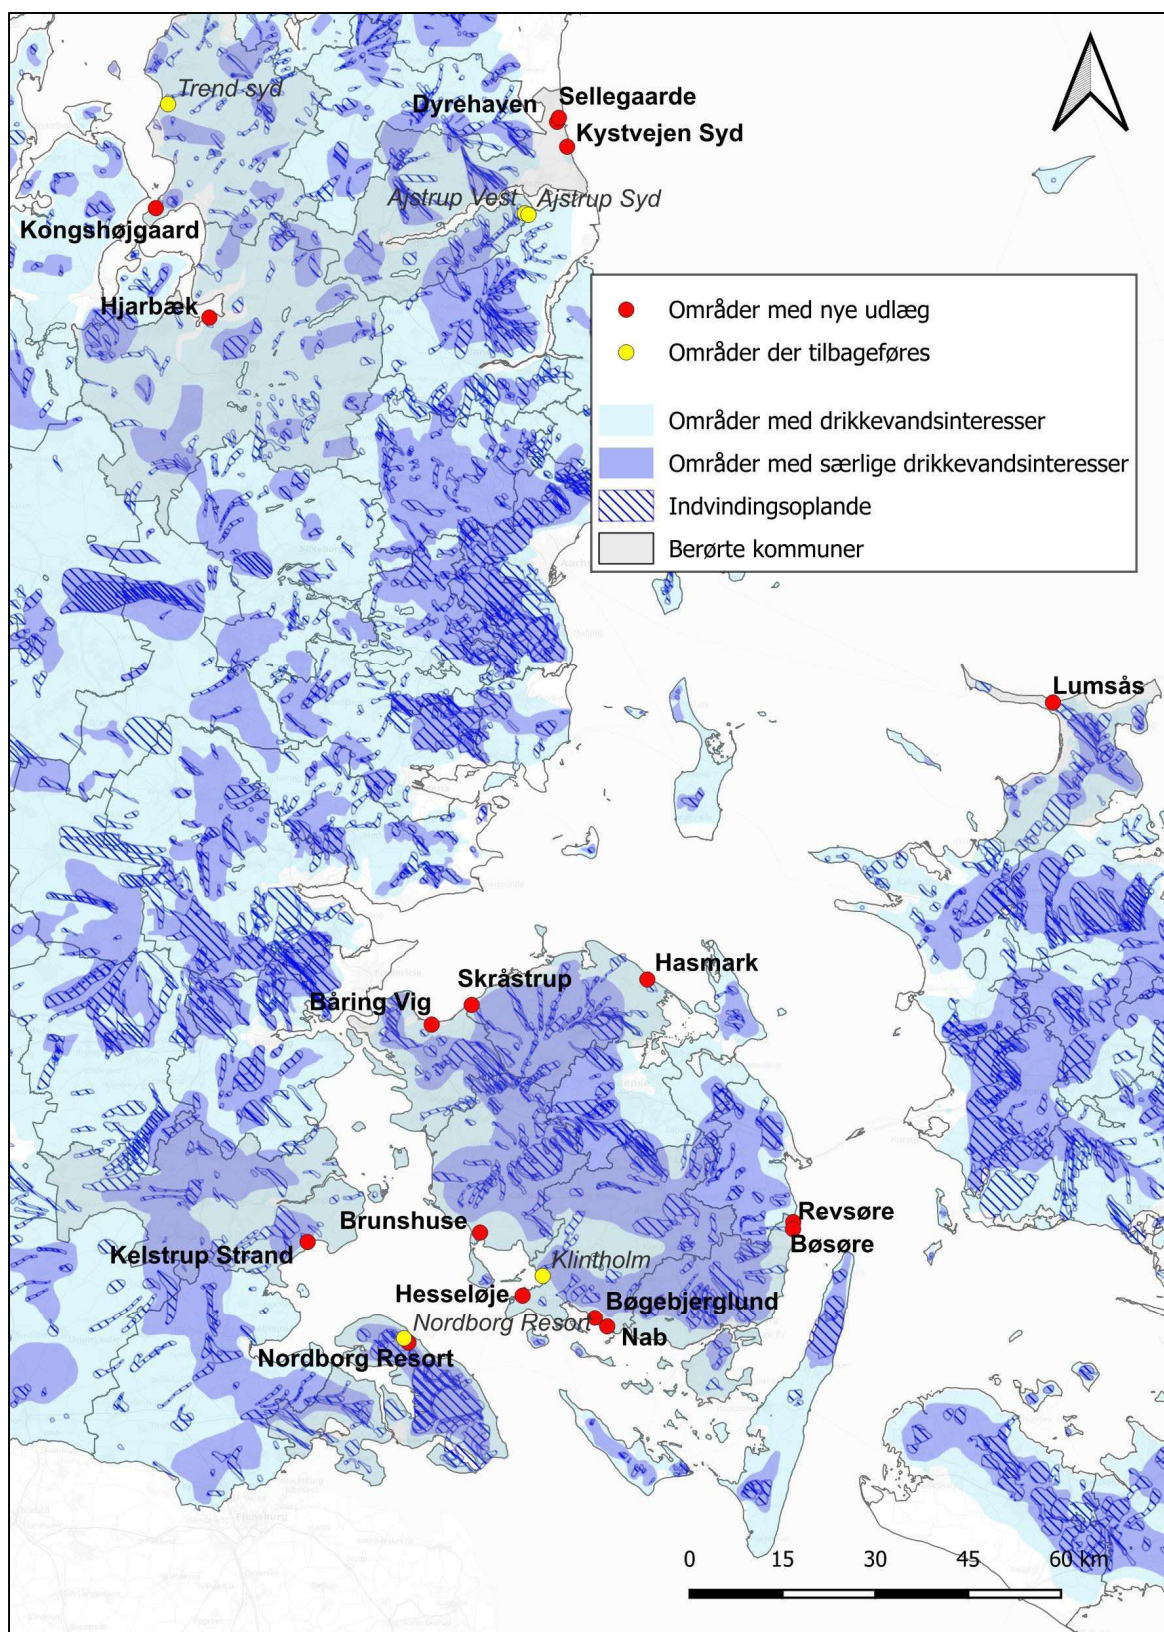 Trend syd
Dyrehaven
Sellegaarde
Kystvejen Syd
Ajstrup Vest
Ajstrup Syd
Kongshøjgaard
Hjarbæk
Områder med nye udlæg
Områder der tilbageføres
Områder med drikkevandsinteresser
Områder med særlige drikkevandsinteresser
Indvindingsoplande
Berørte kommuner
Lumsås
Hasmark
Skråstrup
Båring Vig
Revsøre
Brunshuse
Bøsøre
Kelstrup Strand
Klintholm
Hesseløje
Bøgebjerglund
Nordborg Resort
Nab
Nordborg Resort
0 15 30 45 60 km